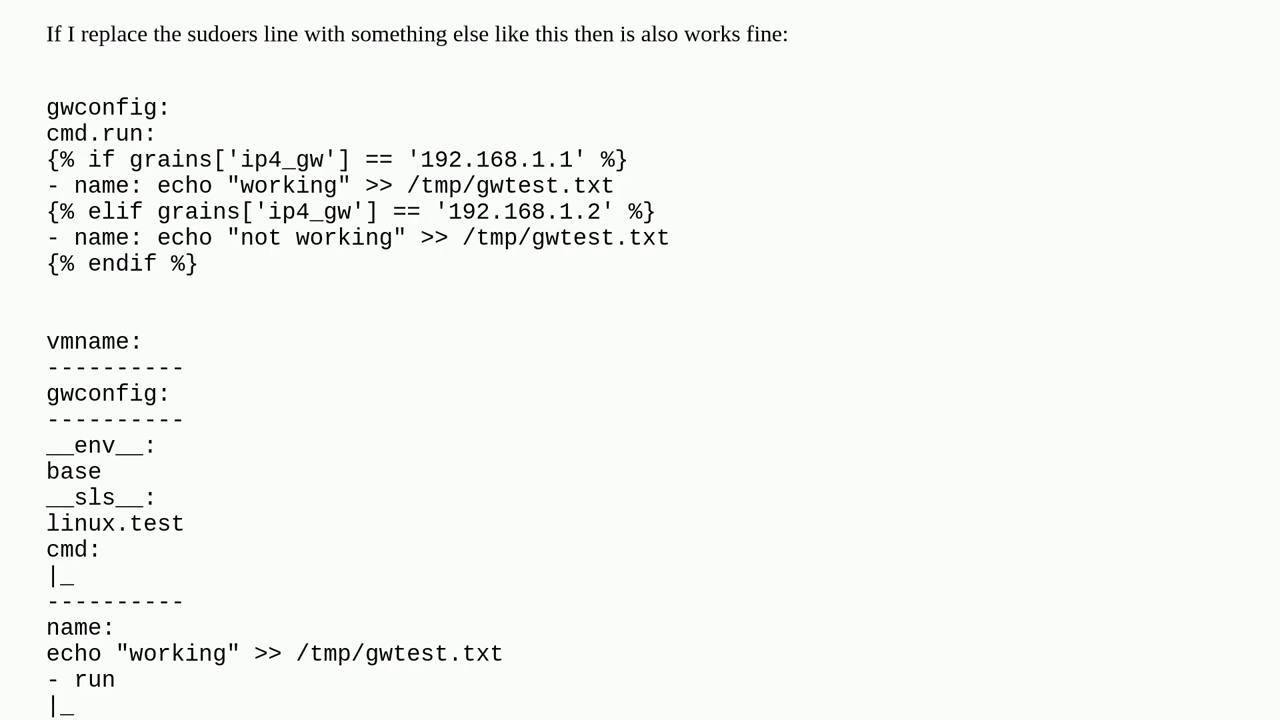 If I replace the sudoers line with something else like this then is also works fine:
gwconfig:
cmd.run:
{% if grains['ip4_gw'] == '192.168.1.1' %}
- name: echo "working" >> /tmp/gwtest.txt
{% elif grains['ip4_gw'] == '192.168.1.2' %}
- name: echo "not working" >> /tmp/gwtest.txt
{% endif %}
vmname:
----------
gwconfig:
----------
__env__:
base
__sls__:
linux.test
cmd:
|_
----------
name:
echo "working" >> /tmp/gwtest.txt
- run
|_